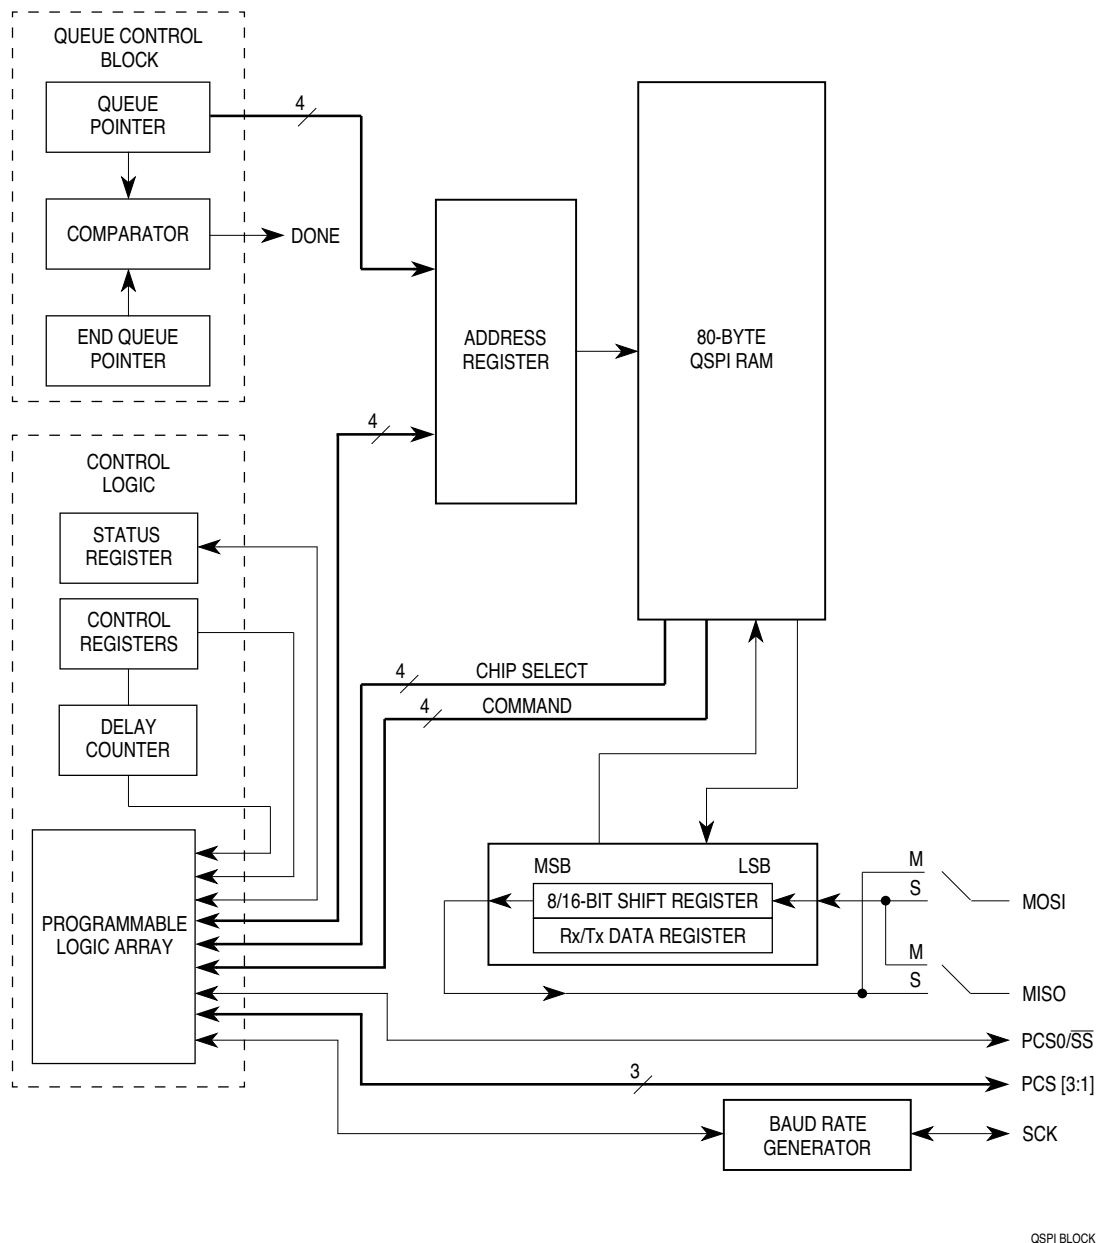 QUEUE CONTROL
BLOCK
QUEUE
POINTER
4
COMPARATOR
DONE
END QUEUE
POINTER
ADDRESS
REGISTER
80-BYTE
QSPI RAM
4
CONTROL
LOGIC
STATUS
REGISTER
CONTROL
REGISTERS
DELAY
COUNTER
4
CHIP SELECT
4
COMMAND
PROGRAMMABLE
LOGIC ARRAY
MSB
LSB
8/16-BIT SHIFT REGISTER
Rx/Tx DATA REGISTER
M
S
MOSI
M
S
MISO
PCS0/SS
3
PCS [3:1]
BAUD RATE
GENERATOR
SCK
QSPI BLOCK